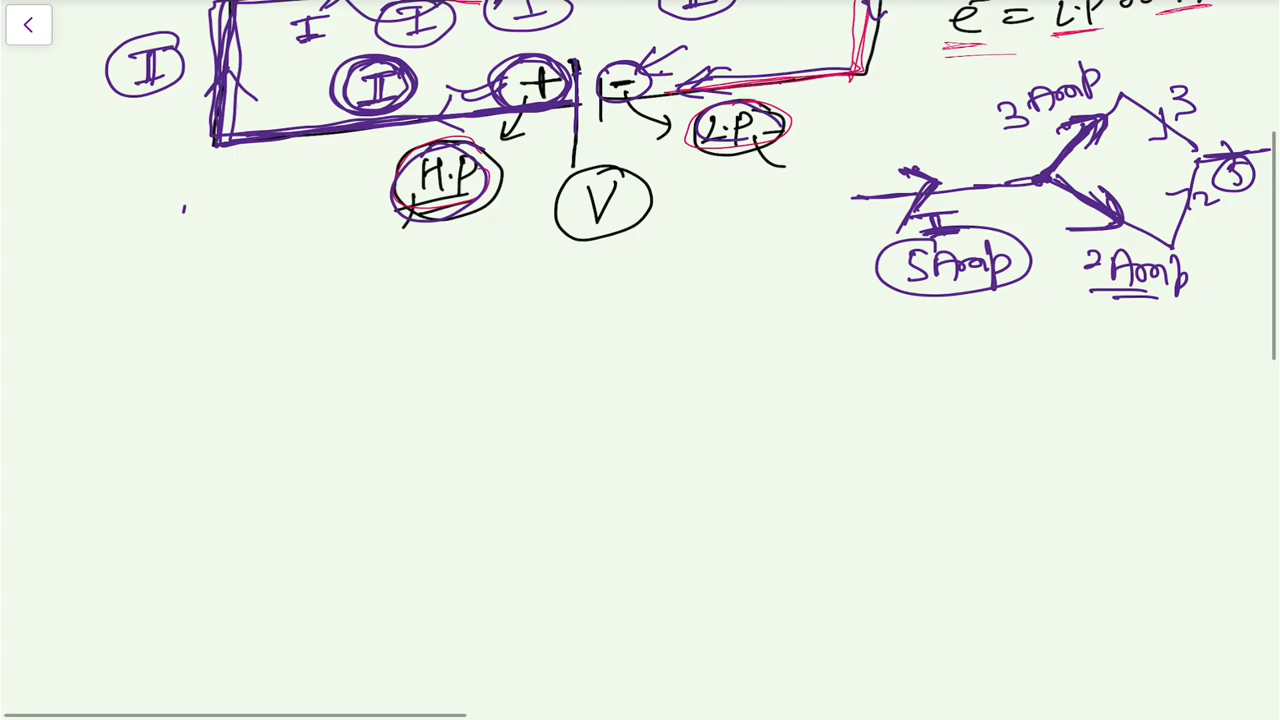 I I I
e⁻ = L.P
I I + -
3 Amp 3
L.P
H.P
5
V
2
I
5 Amp 2 Amp